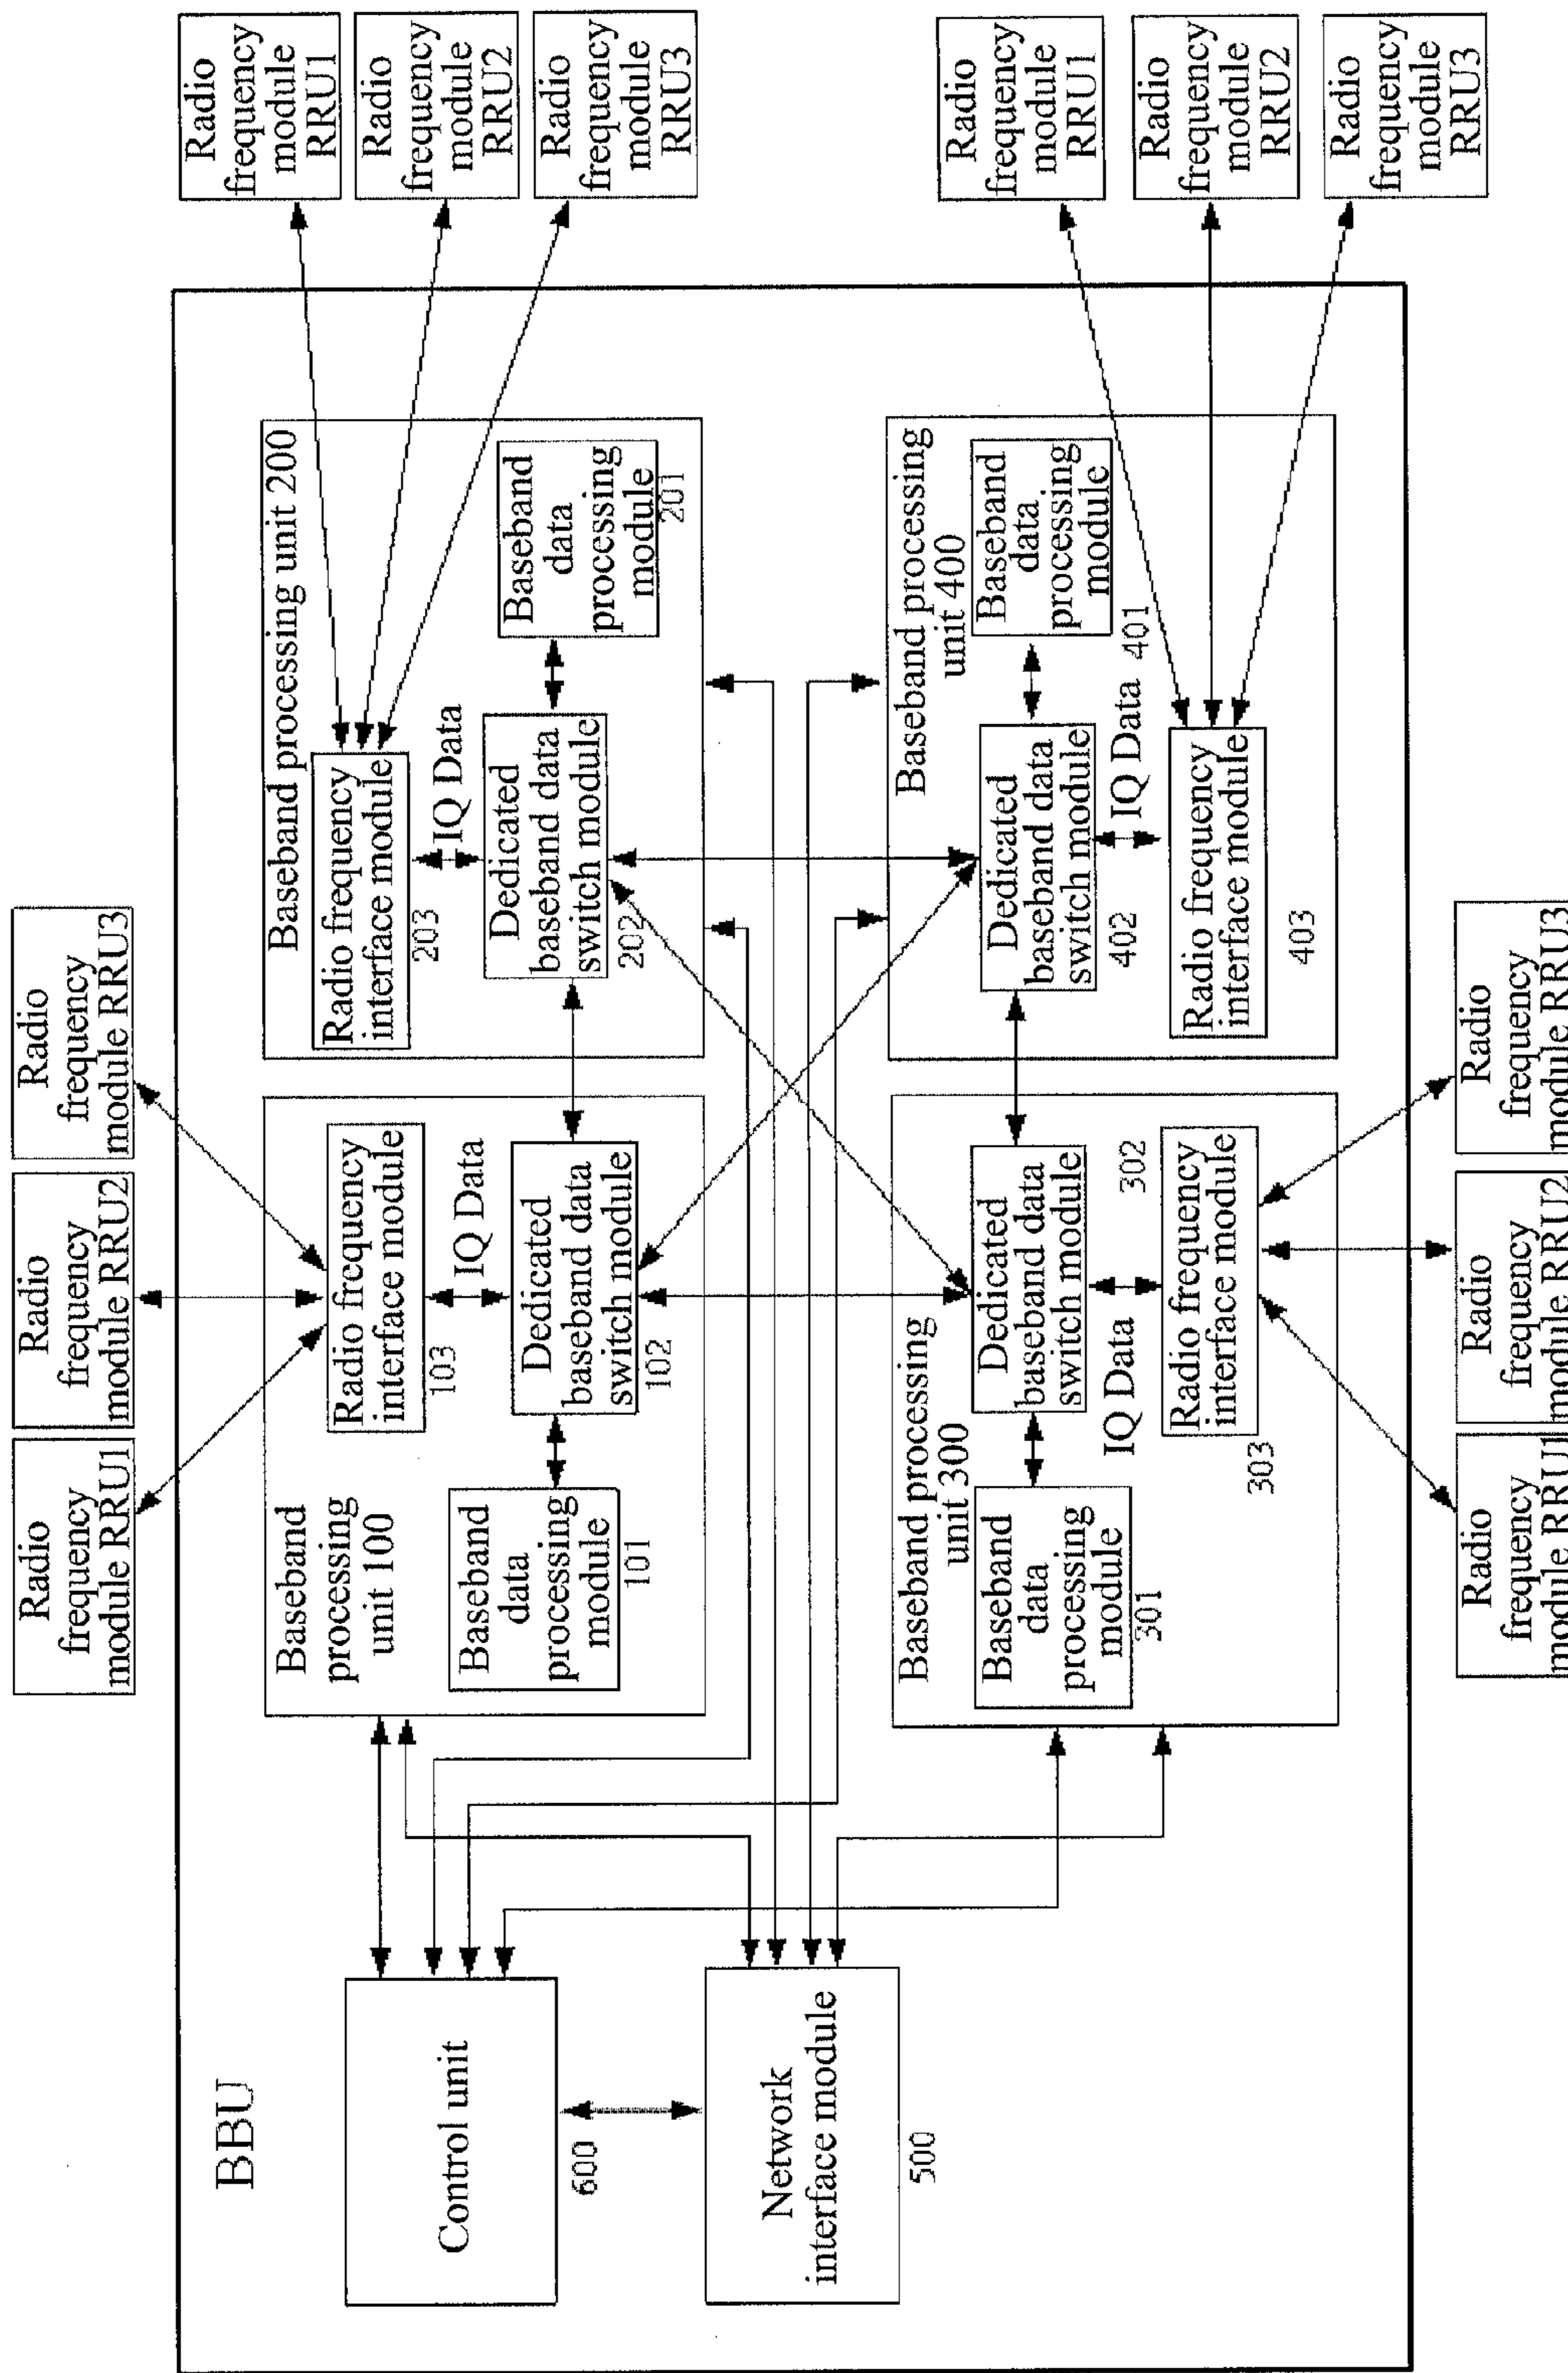 Radio
frequency
module RRU1
Radio
frequency
module RRU2
Radio
frequency
module RRU3
BBU
Control unit
600
Network
interface module
500
Baseband
processing
unit 100
Radio frequency
interface module
103
IQ Data
Dedicated
baseband data
switch module
102
Baseband
data
processing
module
101
Baseband processing unit 200
Radio frequency
interface module
203
IQ Data
Dedicated
baseband data
switch module
202
Baseband
data
processing
module
201
Radio
frequency
module
RRU1
Radio
frequency
module
RRU2
Radio
frequency
module
RRU3
Baseband processing
unit 300
Baseband
data
processing
module
301
Dedicated
baseband data
switch module
302
IQ Data
Radio frequency
interface module
303
Baseband processing
unit 400
Dedicated
baseband data
switch module
402
Baseband
data
processing
module
401
IQ Data
Radio frequency
interface module
403
Radio
frequency
module
RRU1
Radio
frequency
module
RRU2
Radio
frequency
module
RRU3
Radio
frequency
module RRU1
Radio
frequency
module RRU2
Radio
frequency
module RRU3